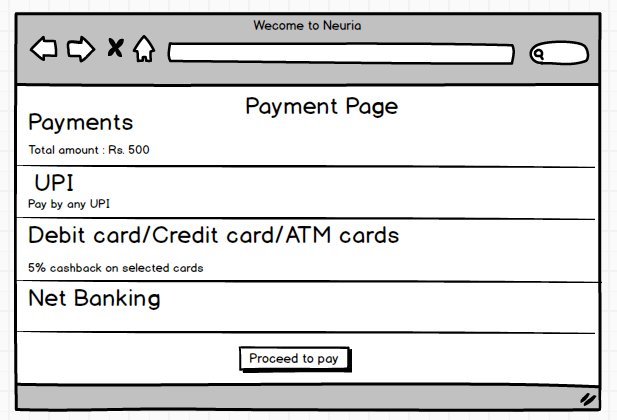 Wecome to Neuria
Payment Page
Payments
Total amount : Rs. 500
UPI
Pay by any UPI
Debit card/Credit card/ATM cards
5% cashback on selected cards
Net Banking
Proceed to pay